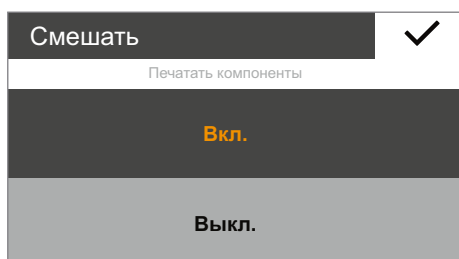 Смешать
Печатать компоненты
Вкл.
Выкл.